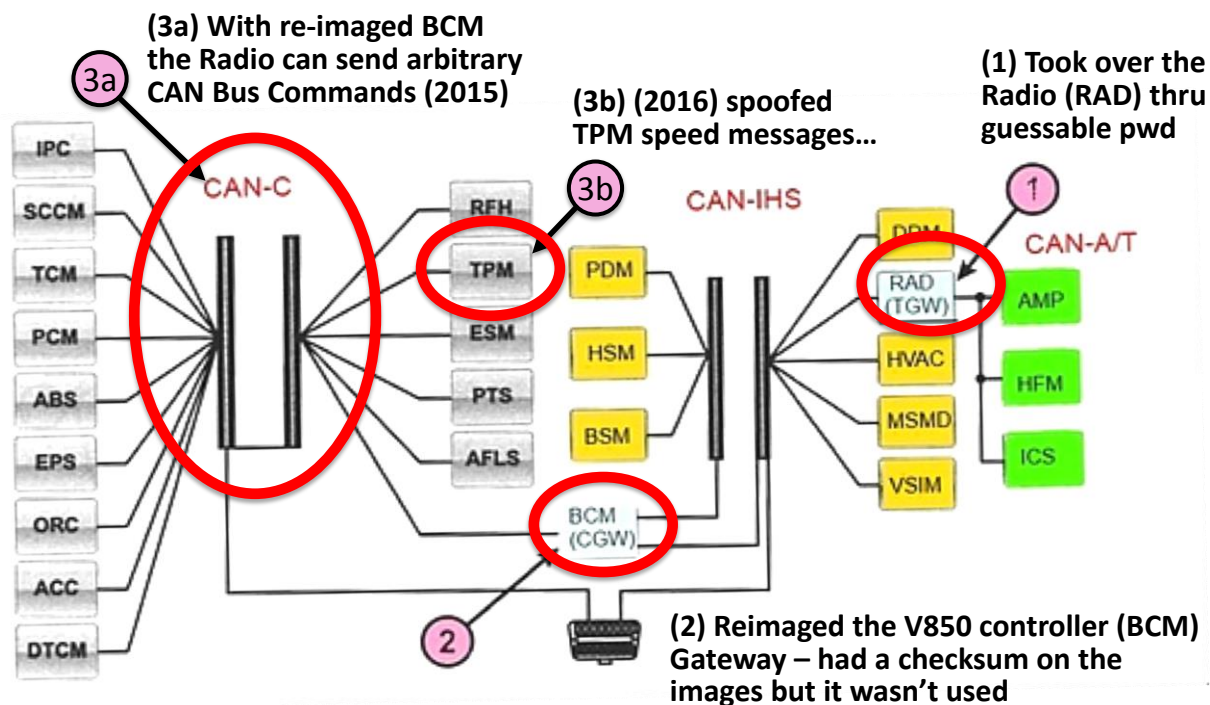 (3a) With re-imaged BCM
the Radio can send arbitrary
CAN Bus Commands (2015)
3a
(3b) (2016) spoofed
TPM speed messages…
3b
(1) Took over the
Radio (RAD) thru
guessable pwd
1
IPC
SCCM
TCM
PCM
ABS
EPS
ORC
ACC
DTCM
CAN-C
RFH
TPM
ESM
PTS
AFLS
CAN-IHS
PDM
HSM
BSM
BCM
(CGW)
2
RAD
(TGW)
HVAC
MSMD
VSIM
CAN-A/T
AMP
HFM
ICS
(2) Reimaged the V850 controller (BCM)
Gateway – had a checksum on the
images but it wasn’t used